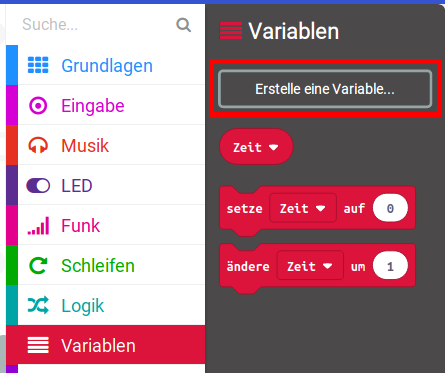 Suche...
Grundlagen
Eingabe
Musik
LED
Funk
Schleifen
Logik
Variablen
Variablen
Erstelle eine Variable...
Zeit
setze Zeit auf 0
ändere Zeit um 1